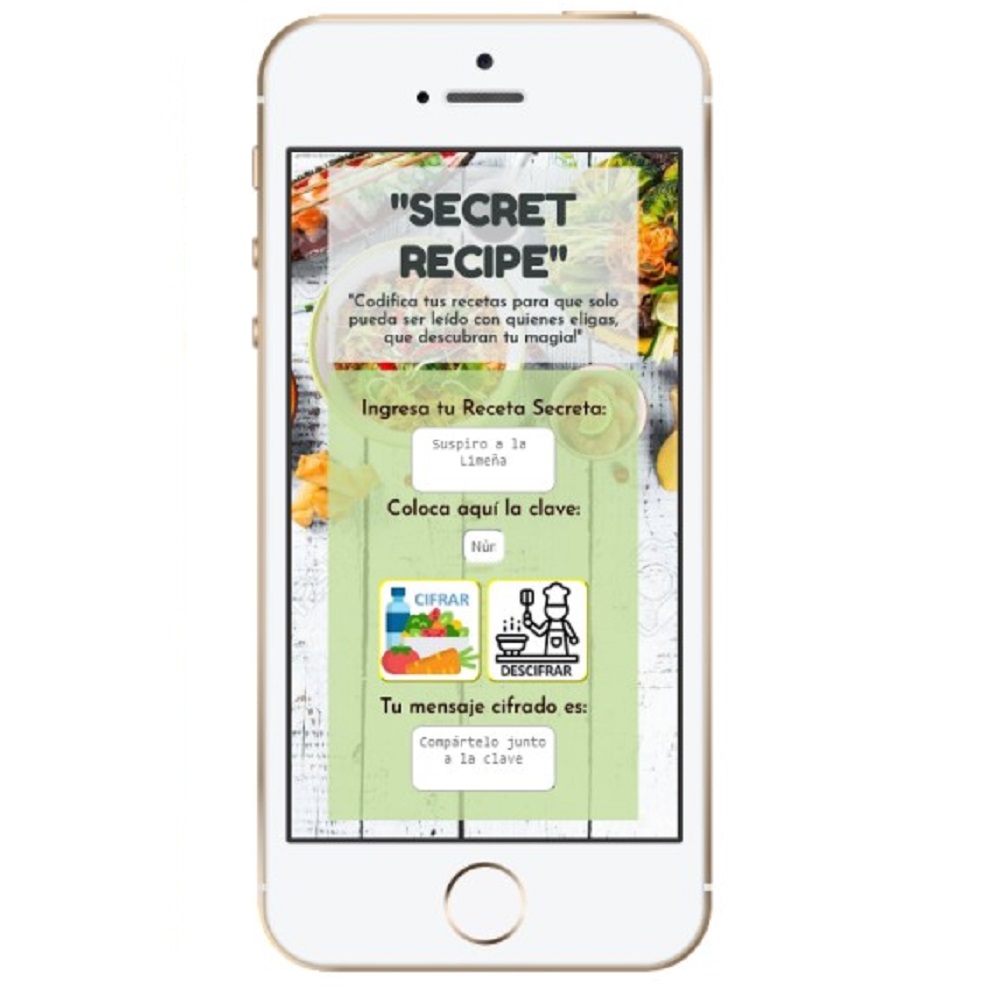 "SECRET
RECIPE"
"Codifica tus recetas para que solo
pueda ser leído con quienes eligas,
que descubran tu magia!"
Ingresa tu Receta Secreta:
Suspiro a la
Limeña
Coloca aquí la clave:
Núm
CIFRAR
DESCIFRAR
Tu mensaje cifrado es:
Compártelo junto
a la clave